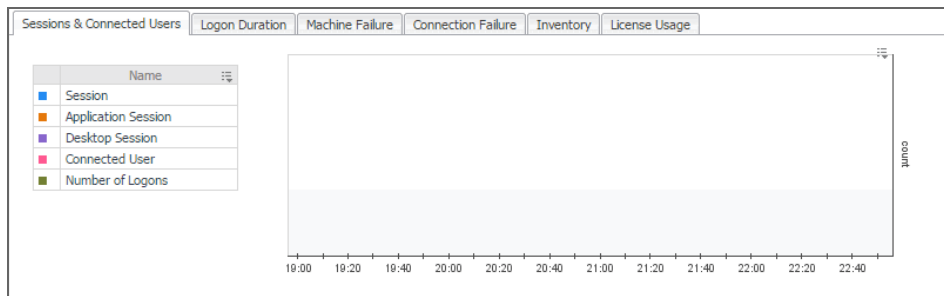 Sessions & Connected Users Logon Duration Machine Failure Connection Failure Inventory License Usage
Name
Session
Application Session
Desktop Session
Connected User
Number of Logons
count
19:00 19:20 19:40 20:00 20:20 20:40 21:00 21:20 21:40 22:00 22:20 22:40